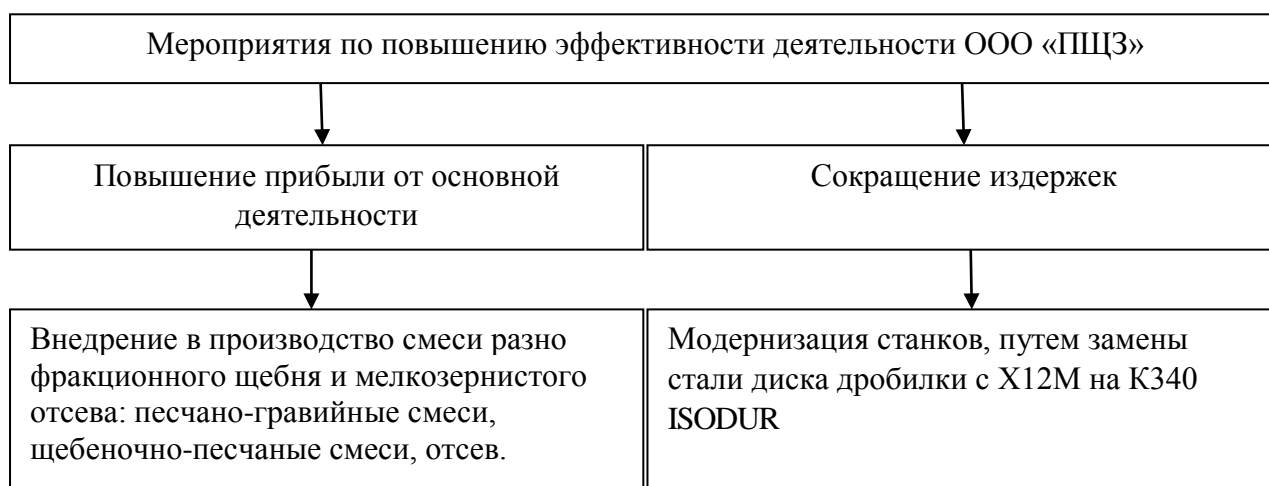 Мероприятия по повышению эффективности деятельности ООО «ПЩЗ»
Повышение прибыли от основной
деятельности
Сокращение издержек
Внедрение в производство смеси разно
фракционного щебня и мелкозернистого
отсева: песчано-гравийные смеси,
щебеночно-песчаные смеси, отсев.
Модернизация станков, путем замены
стали диска дробилки с Х12М на К340
ISODUR